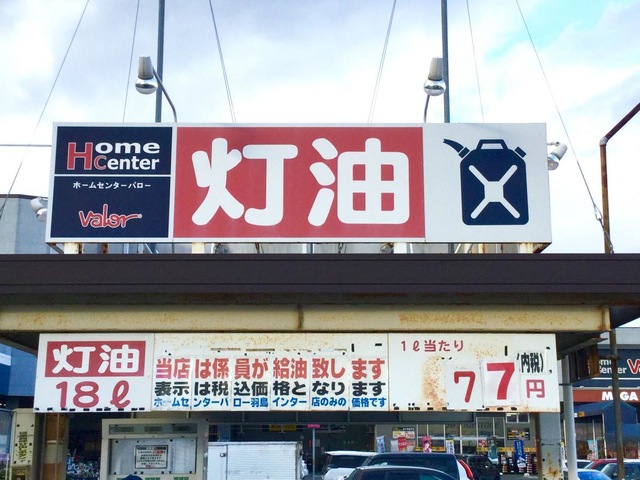 Home
Center
ホームセンターバロー
Valor
灯油
灯油
18ℓ
当店は係員が給油致します
表示は税込価格となります
ホームセンターバロー羽島インター店のみの価格です
1ℓ当たり
77円
(内税)
Home
Center
Va
MEGA